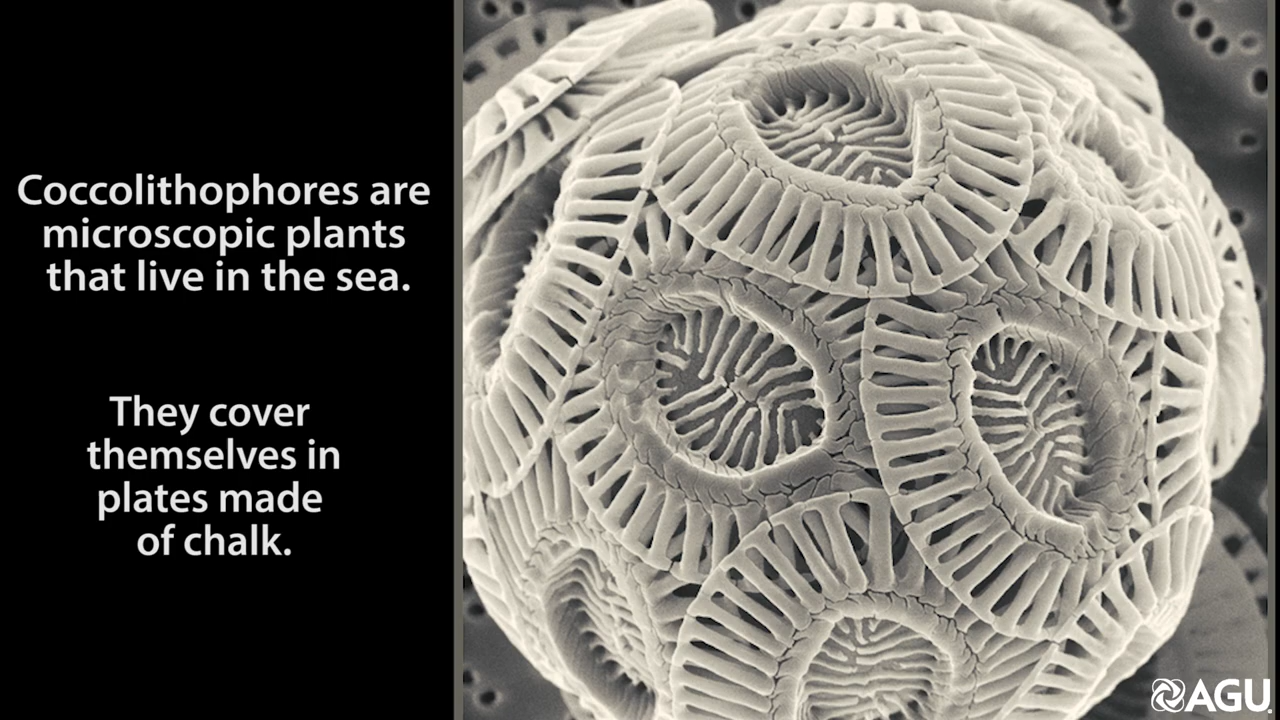 Coccolithophores are
microscopic plants
that live in the sea.
They cover
themselves in
plates made
of chalk.
AGU